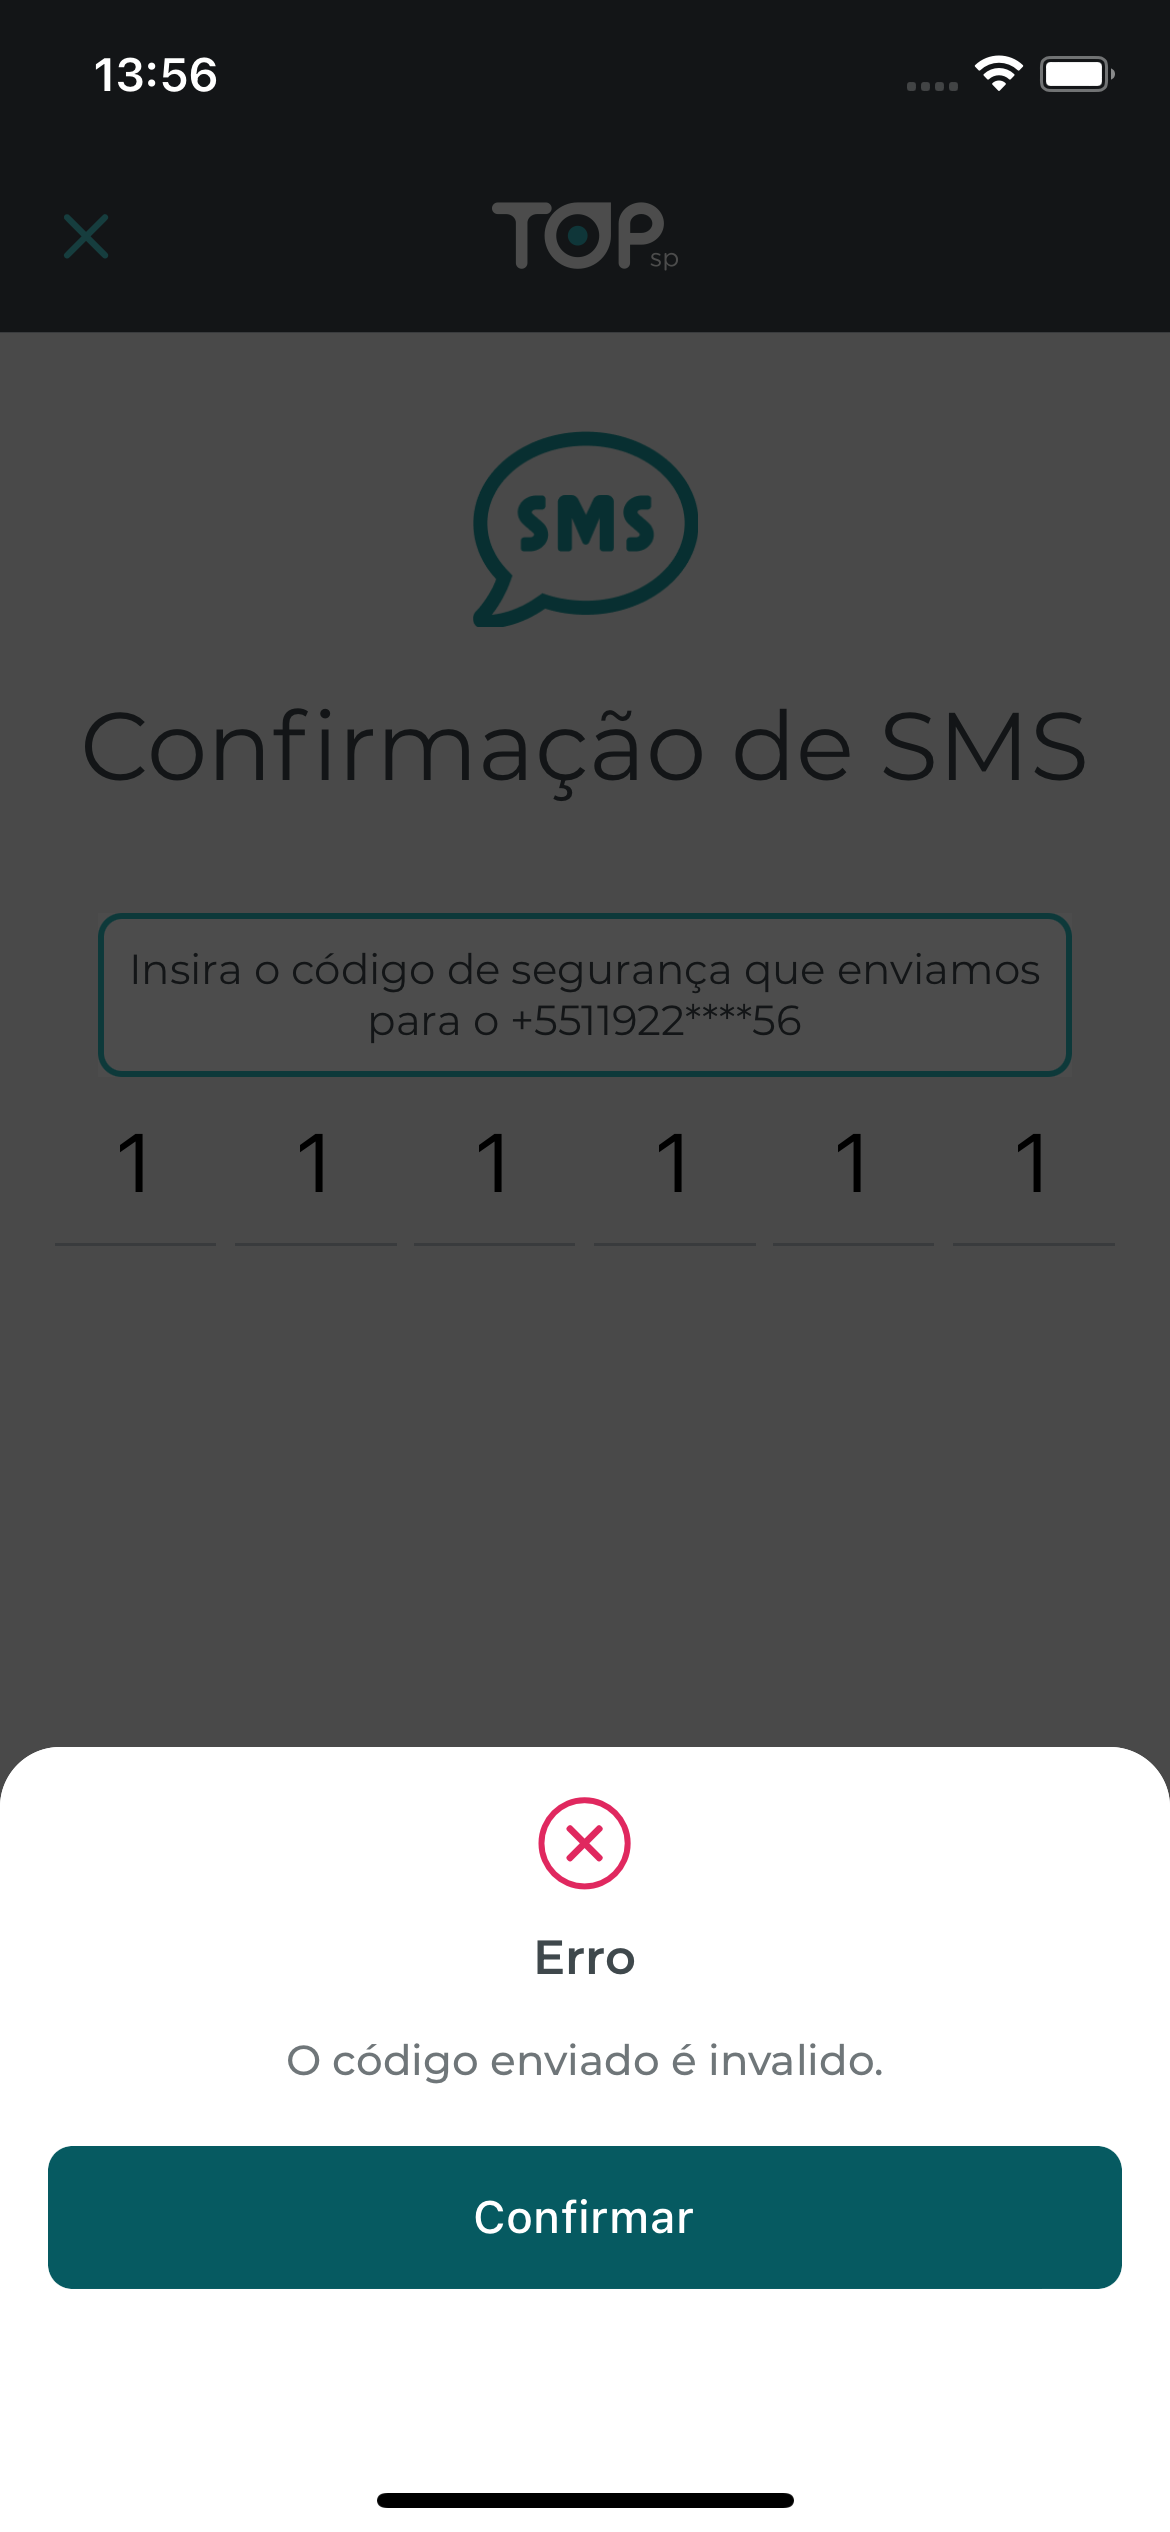 13:56
TOP
sp
SMS
Confirmação de SMS
Insira o código de segurança que enviamos
para o +5511922****56
1 1 1 1 1 1
Erro
O código enviado é invalido.
Confirmar